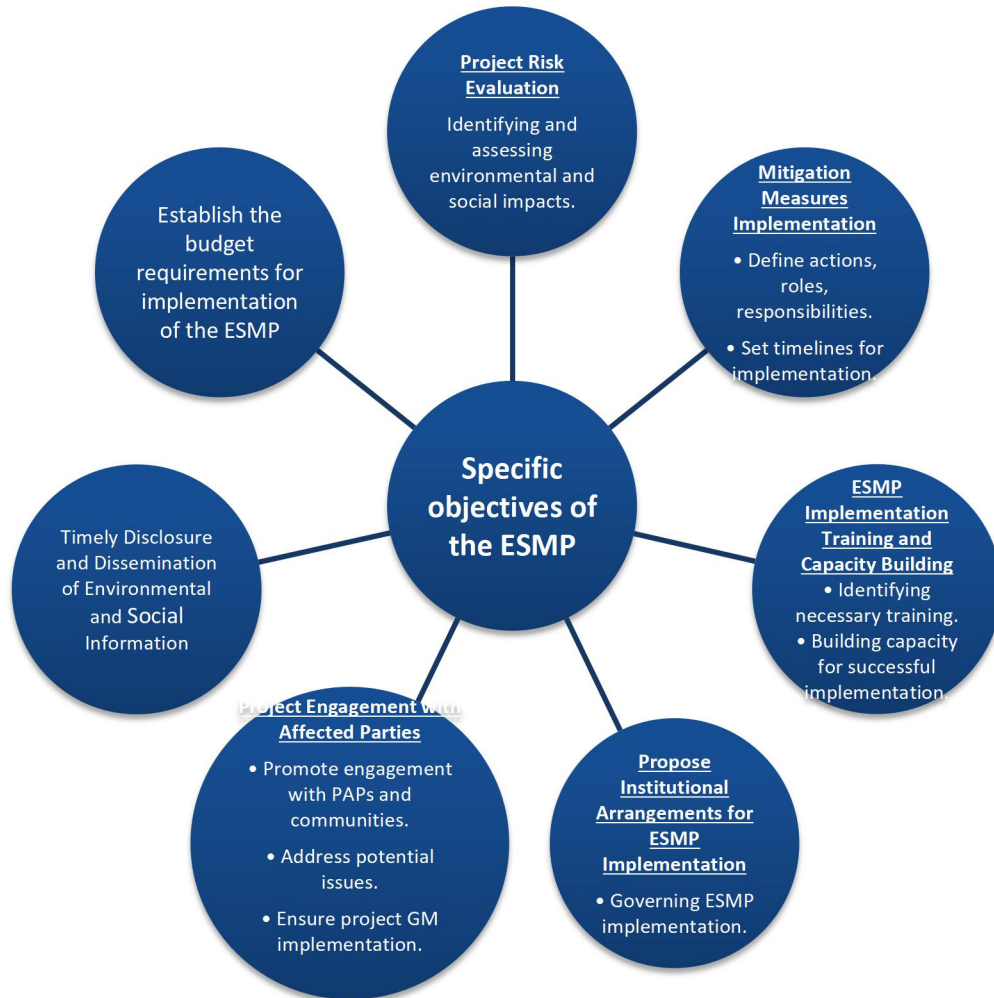 Project Risk
Evaluation
Identifying and
assessing
environmental and
social impacts.
Mitigation
Measures
Implementation
• Define actions,
roles,
responsibilities.
• Set timelines for
implementation.
ESMP
Implementation
Training and
Capacity Building
• Identifying
necessary training.
• Building capacity
for successful
implementation.
Propose
Institutional
Arrangements for
ESMP
Implementation
• Governing ESMP
implementation.
Project Engagement with
Affected Parties
• Promote engagement
with PAPs and
communities.
• Address potential
issues.
• Ensure project GM
implementation.
Timely Disclosure
and Dissemination
of Environmental
and Social
Information
Establish the
budget
requirements for
implementation
of the ESMP
Specific
objectives of
the ESMP